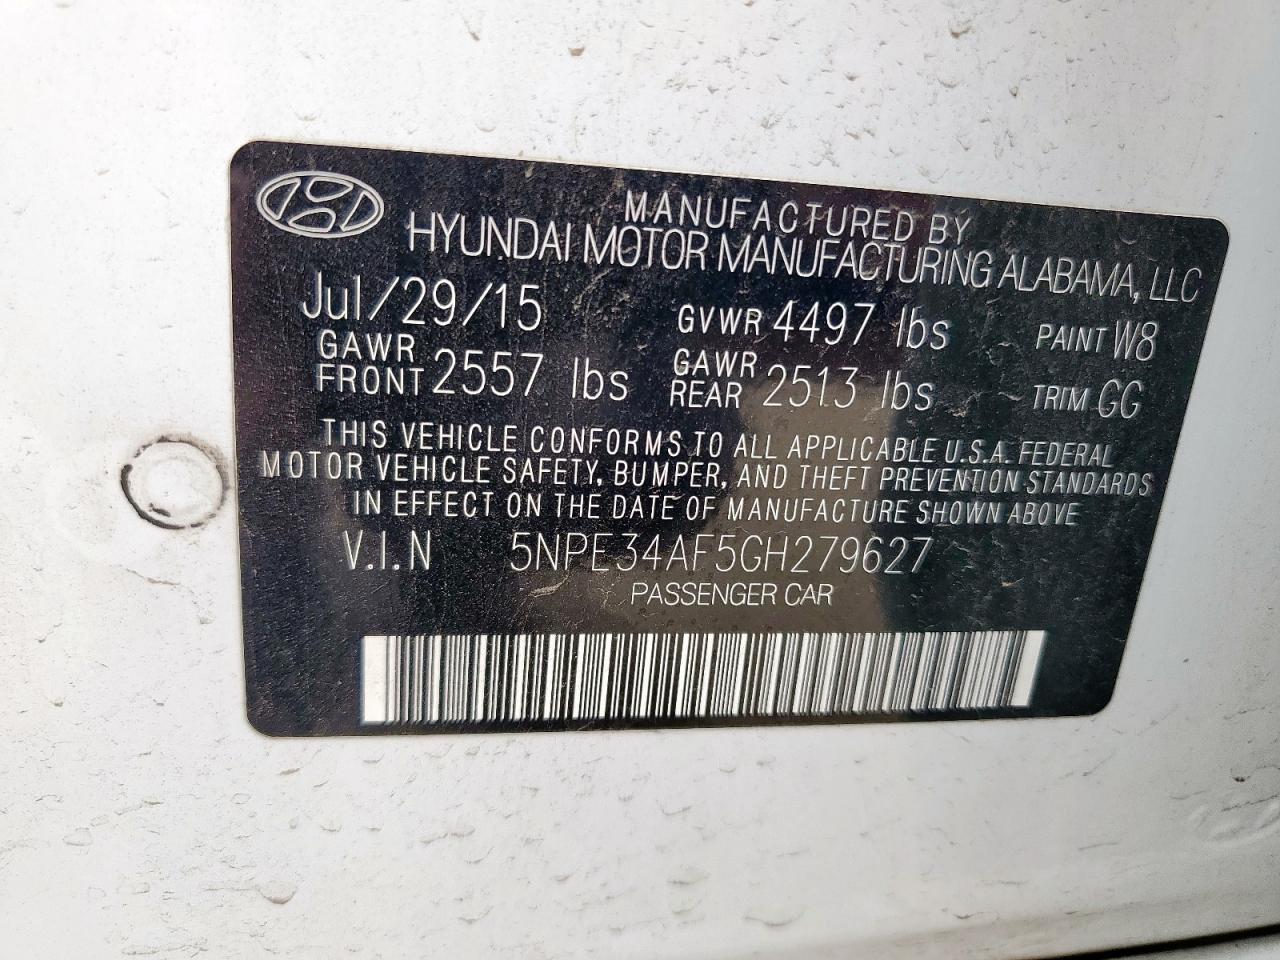 MANUFACTURED BY
HYUNDAI MOTOR MANUFACTURING ALABAMA, LLC
Jul/29/15 GVWR 4497 lbs PAINT W8
GAWR FRONT 2557 lbs GAWR REAR 2513 lbs TRIM GG
THIS VEHICLE CONFORMS TO ALL APPLICABLE U.S.A. FEDERAL
MOTOR VEHICLE SAFETY, BUMPER, AND THEFT PREVENTION STANDARDS
IN EFFECT ON THE DATE OF MANUFACTURE SHOWN ABOVE
V.I.N 5NPE34AF5GH279627
PASSENGER CAR